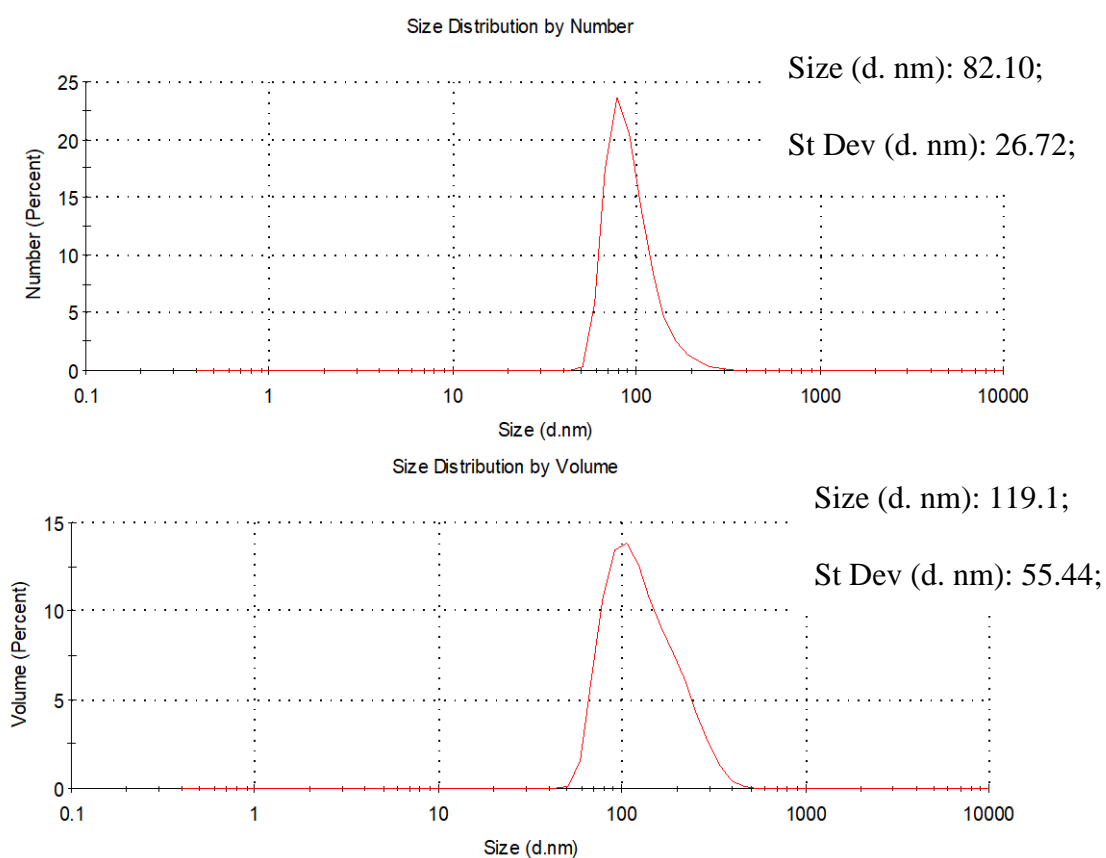 Size Distribution by Number
Size (d. nm): 82.10;
St Dev (d. nm): 26.72;
Number (Percent)
25
20
15
10
5
0
0.1 1 10 100 1000 10000
Size (d.nm)
Size Distribution by Volume
Size (d. nm): 119.1;
St Dev (d. nm): 55.44;
Volume (Percent)
15
10
5
0
0.1 1 10 100 1000 10000
Size (d.nm)